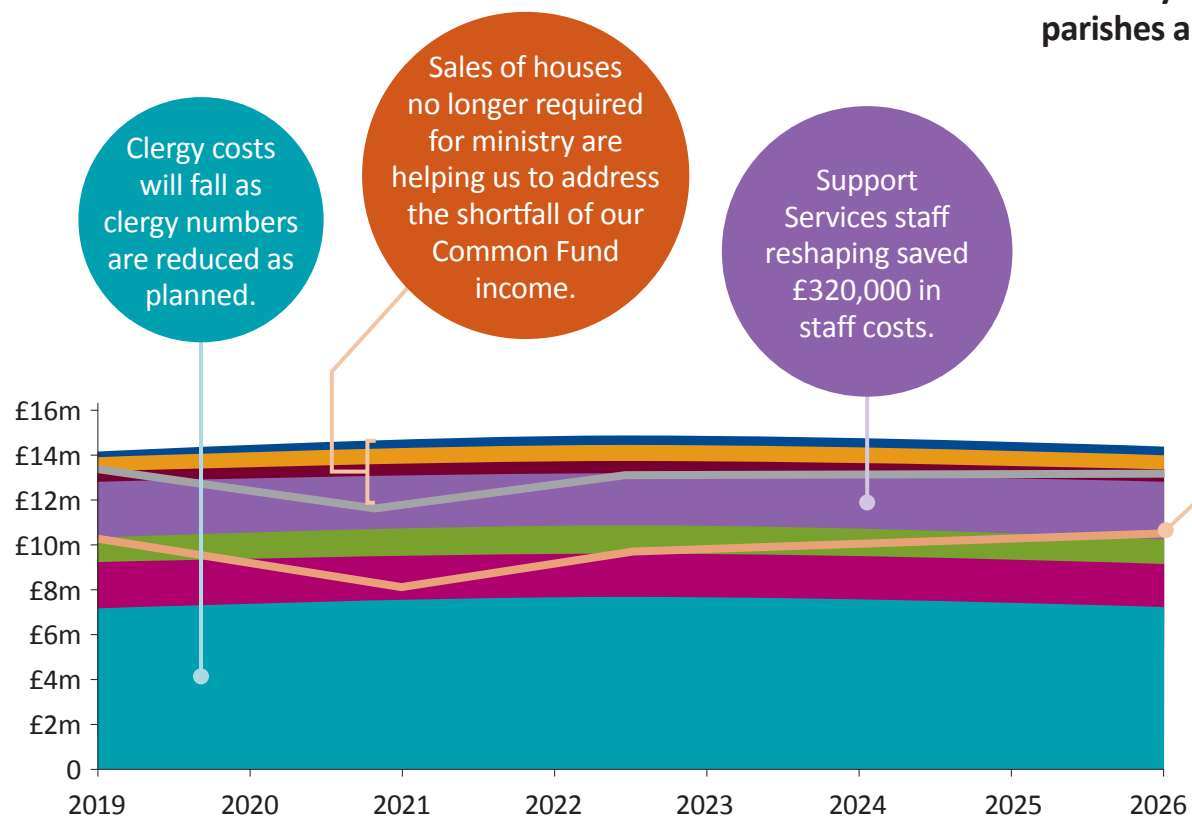 parishes a
Clergy costs
will fall as
clergy numbers
are reduced as
planned.
Sales of houses
no longer required
for ministry are
helping us to address
the shortfall of our
Common Fund
income.
Support
Services staff
reshaping saved
£320,000 in
staff costs.
£16m
£14m
£12m
£10m
£8m
£6m
£4m
£2m
0
2019 2020 2021 2022 2023 2024 2025 2026